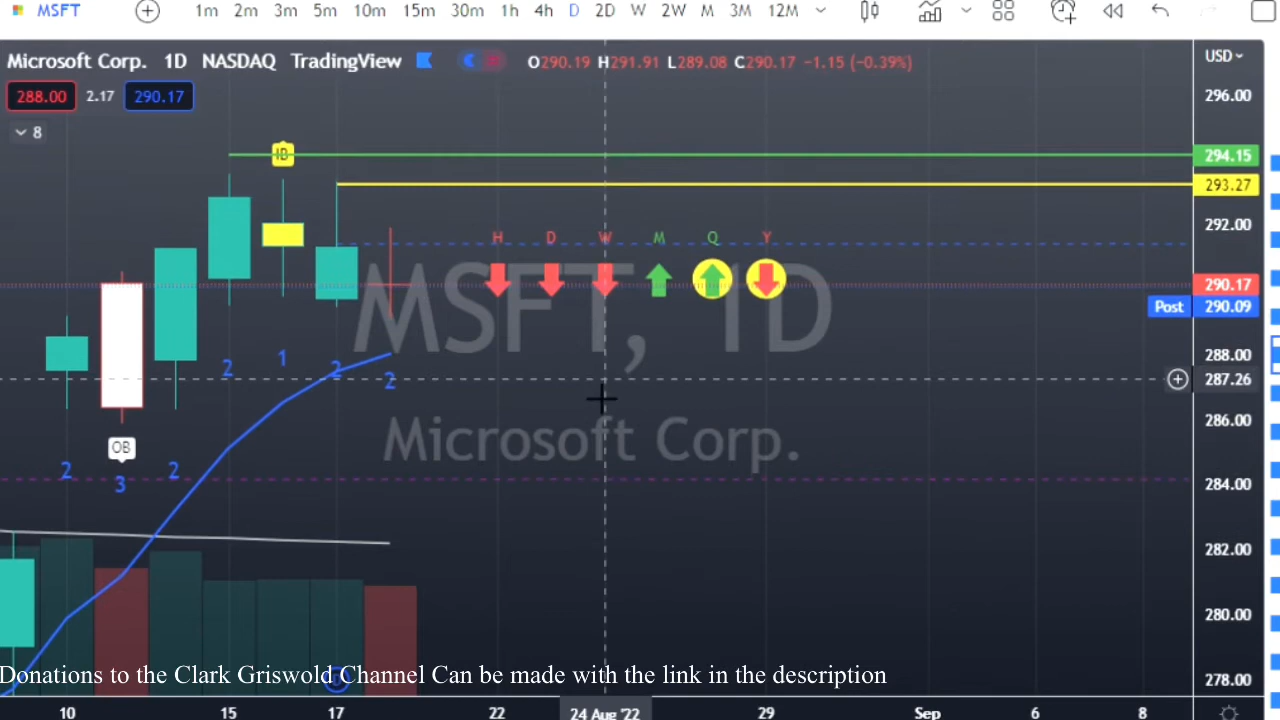 MSFT 1m 2m 3m 5m 10m 15m 30m 1h 4h D 2D W 2W M 3M 12M
Microsoft Corp. 1D NASDAQ TradingView O290.19 H291.91 L289.08 C290.17 −1.15 (−0.39%) USD
288.00 2.17 290.17 296.00
8
IB 294.15
293.27
292.00
H D W M Q Y
290.17
Post 290.09
MSFT, 1D
288.00
2 1 2 2
287.26
286.00
Microsoft Corp.
OB
2 3 2
284.00
282.00
280.00
Donations to the Clark Griswold Channel Can be made with the link in the description
278.00
10 15 17 22 24 Aug '22 29 Sep 6 8